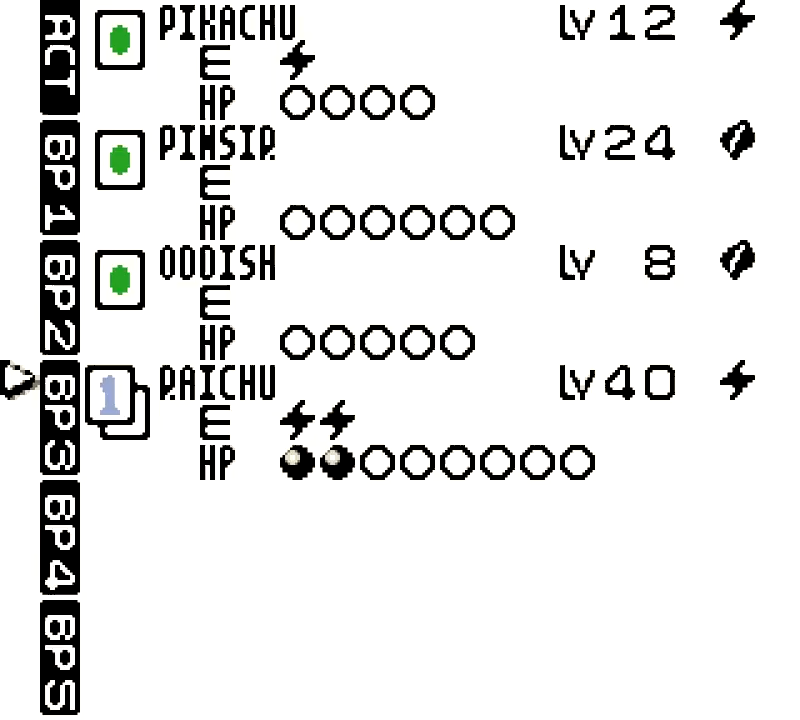 ACT PIKACHU Lv12
E
HP
BP1 PINSIR Lv24
E
HP
BP2 ODDISH Lv 8
E
HP
BP3 1 RAICHU Lv40
E
HP
BP4
BP5